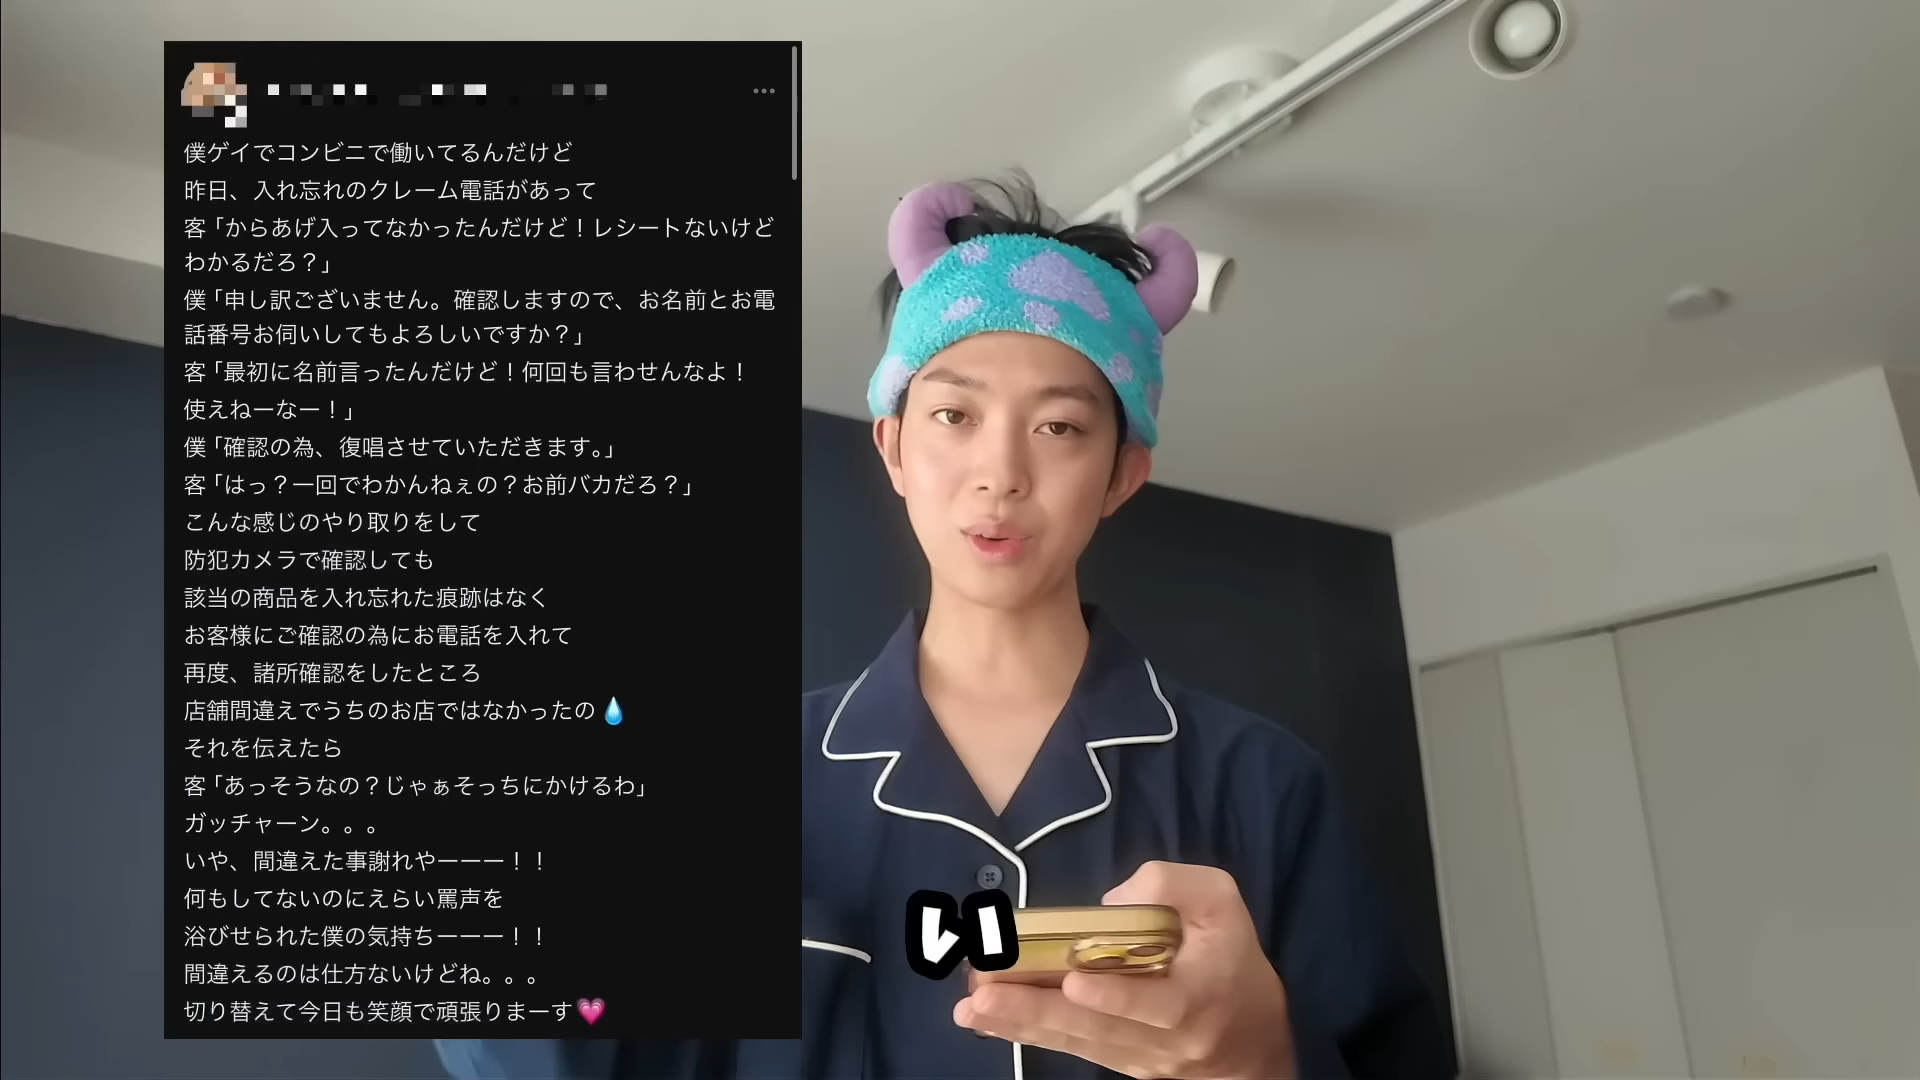 僕ゲイでコンビニで働いてるんだけど
昨日、入れ忘れのクレーム電話があって
客「からあげ入ってなかったんだけど！レシートないけど
わかるだろ？」
僕「申し訳ございません。確認しますので、お名前とお電
話番号お伺いしてもよろしいですか？」
客「最初に名前言ったんだけど！何回も言わせんなよ！
使えねーなー！」
僕「確認の為、復唱させていただきます。」
客「はっ？一回でわかんねぇの？お前バカだろ？」
こんな感じのやり取りをして
防犯カメラで確認しても
該当の商品を入れ忘れた痕跡はなく
お客様にご確認の為にお電話を入れて
再度、諸所確認をしたところ
店舗間違えでうちのお店ではなかったの💧
それを伝えたら
客「あっそうなの？じゃぁそっちにかけるわ」
ガッチャーン。。。
いや、間違えた事謝れやーーー！！
何もしてないのにえらい罵声を
浴びせられた僕の気持ちーーー！！
間違えるのは仕方ないけどね。。。
切り替えて今日も笑顔で頑張りまーす💗
い